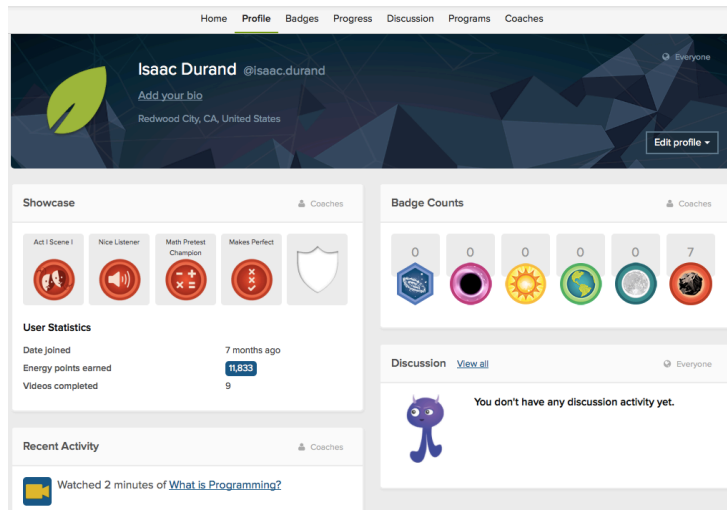 Home Profile Badges Progress Discussion Programs Coaches
Isaac Durand @isaac.durand
Everyone
Add your bio
Redwood City, CA, United States
Edit profile
Showcase
Coaches
Act I Scene I
Nice Listener
Math Pretest
Champion
Makes Perfect
User Statistics
Date joined 7 months ago
Energy points earned 11,833
Videos completed 9
Recent Activity
Coaches
Watched 2 minutes of What is Programming?
Badge Counts
Coaches
0 0 0 0 0 7
Discussion View all
Everyone
You don't have any discussion activity yet.